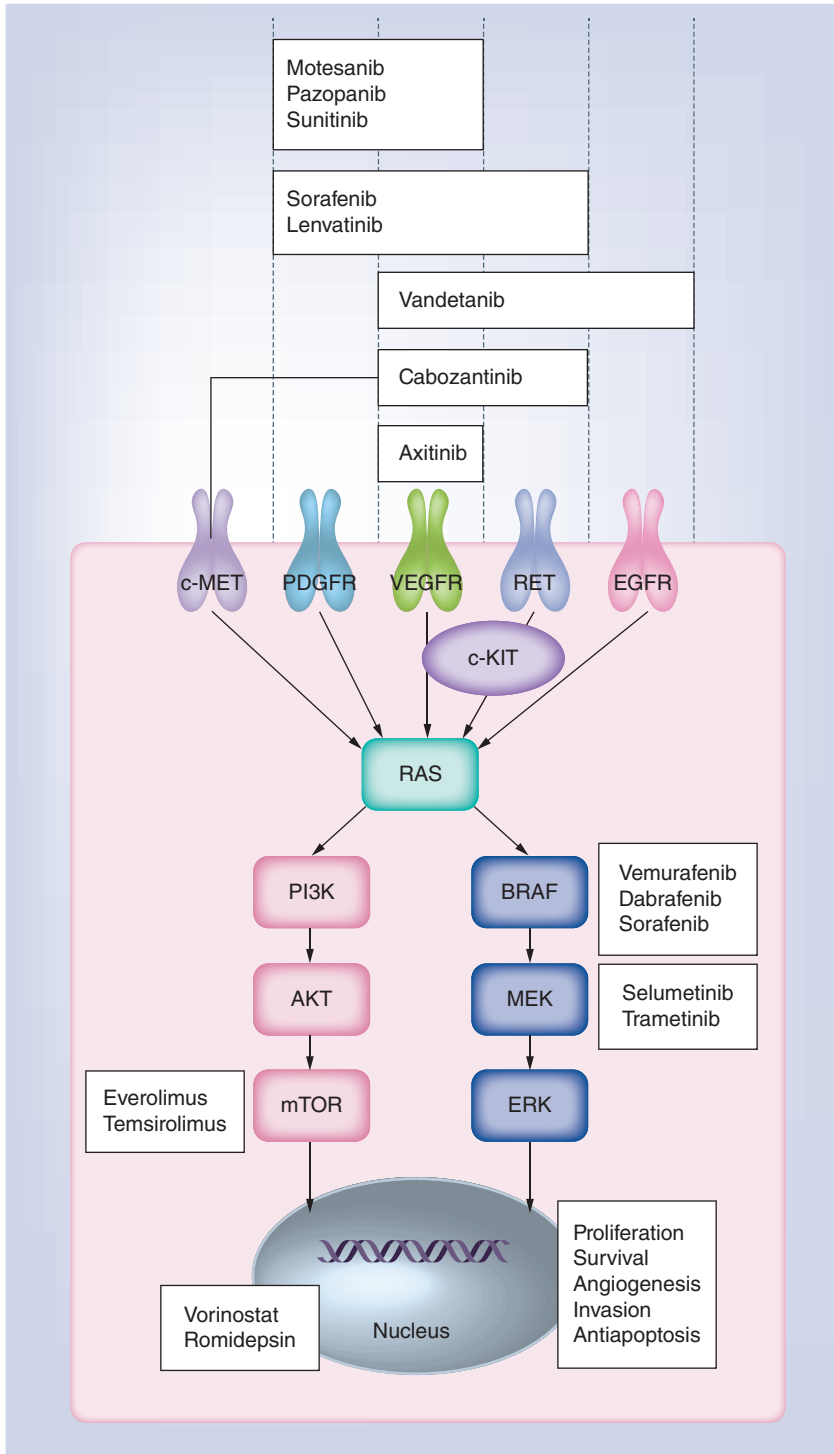 Motesanib
Pazopanib
Sunitinib
Sorafenib
Lenvatinib
Vandetanib
Cabozantinib
Axitinib
c-MET
PDGFR
VEGFR
RET
EGFR
c-KIT
RAS
PI3K
BRAF
Vemurafenib
Dabrafenib
Sorafenib
AKT
MEK
Selumetinib
Trametinib
Everolimus
Temsirolimus
mTOR
ERK
Proliferation
Survival
Angiogenesis
Invasion
Antiapoptosis
Vorinostat
Romidepsin
Nucleus